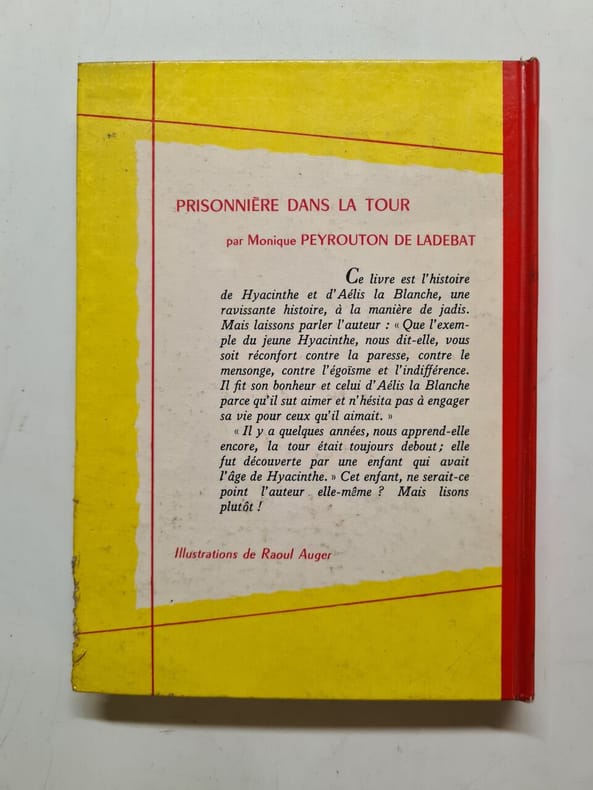 PRISONNIÈRE DANS LA TOUR
par Monique PEYROUTON DE LADEBAT
Ce livre est l'histoire
de Hyacinthe et d'Aélis la Blanche, une
ravissante histoire, à la manière de jadis.
Mais laissons parler l'auteur : « Que l'exem-
ple du jeune Hyacinthe, nous dit-elle, vous
soit réconfort contre la paresse, contre le
mensonge, contre l'égoïsme et l'indifférence.
Il fit son bonheur et celui d'Aélis la Blanche
parce qu'il sut aimer et n'hésita pas à engager
sa vie pour ceux qu'il aimait. »
« Il y a quelques années, nous apprend-elle
encore, la tour était toujours debout ; elle
fut découverte par une enfant qui avait
l'âge de Hyacinthe. » Cet enfant, ne serait-ce
point l'auteur elle-même ? Mais lisons
plutôt !
Illustrations de Raoul Auger